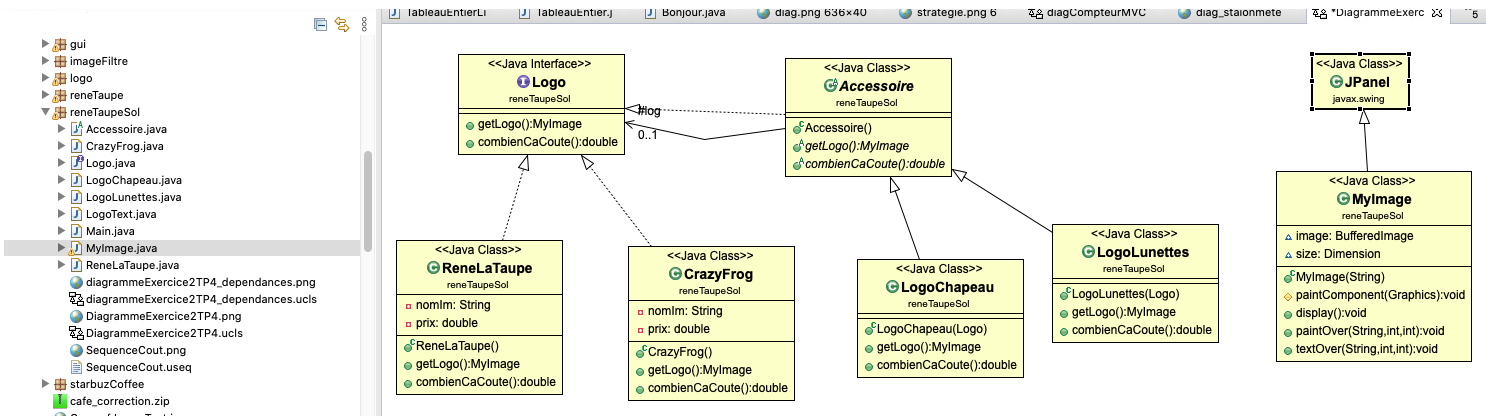 TableauEntierLi
TableauEntier.j
Bonjour.java
diag.png 636×40
strategie.png 6
diagCompteurMVC
diag_staionmete
*DiagrammeExerc
5
gui
imageFiltre
logo
reneTaupe
reneTaupeSol
Accessoire.java
CrazyFrog.java
Logo.java
LogoChapeau.java
LogoLunettes.java
LogoText.java
Main.java
MyImage.java
ReneLaTaupe.java
diagrammeExercice2TP4_dependances.png
diagrammeExercice2TP4_dependances.ucls
DiagrammeExercice2TP4.png
DiagrammeExercice2TP4.ucls
SequenceCout.png
SequenceCout.useq
starbuzCoffee
cafe_correction.zip
<<Java Interface>>
Logo
reneTaupeSol
getLogo():MyImage
combienCaCoute():double
#log
0..1
<<Java Class>>
Accessoire
reneTaupeSol
Accessoire()
getLogo():MyImage
combienCaCoute():double
<<Java Class>>
JPanel
javax.swing
<<Java Class>>
ReneLaTaupe
reneTaupeSol
nomIm: String
prix: double
ReneLaTaupe()
getLogo():MyImage
combienCaCoute():double
<<Java Class>>
CrazyFrog
reneTaupeSol
nomIm: String
prix: double
CrazyFrog()
getLogo():MyImage
combienCaCoute():double
<<Java Class>>
LogoChapeau
reneTaupeSol
LogoChapeau(Logo)
getLogo():MyImage
combienCaCoute():double
<<Java Class>>
LogoLunettes
reneTaupeSol
LogoLunettes(Logo)
getLogo():MyImage
combienCaCoute():double
<<Java Class>>
MyImage
reneTaupeSol
image: BufferedImage
size: Dimension
MyImage(String)
paintComponent(Graphics):void
display():void
paintOver(String,int,int):void
textOver(String,int,int):void